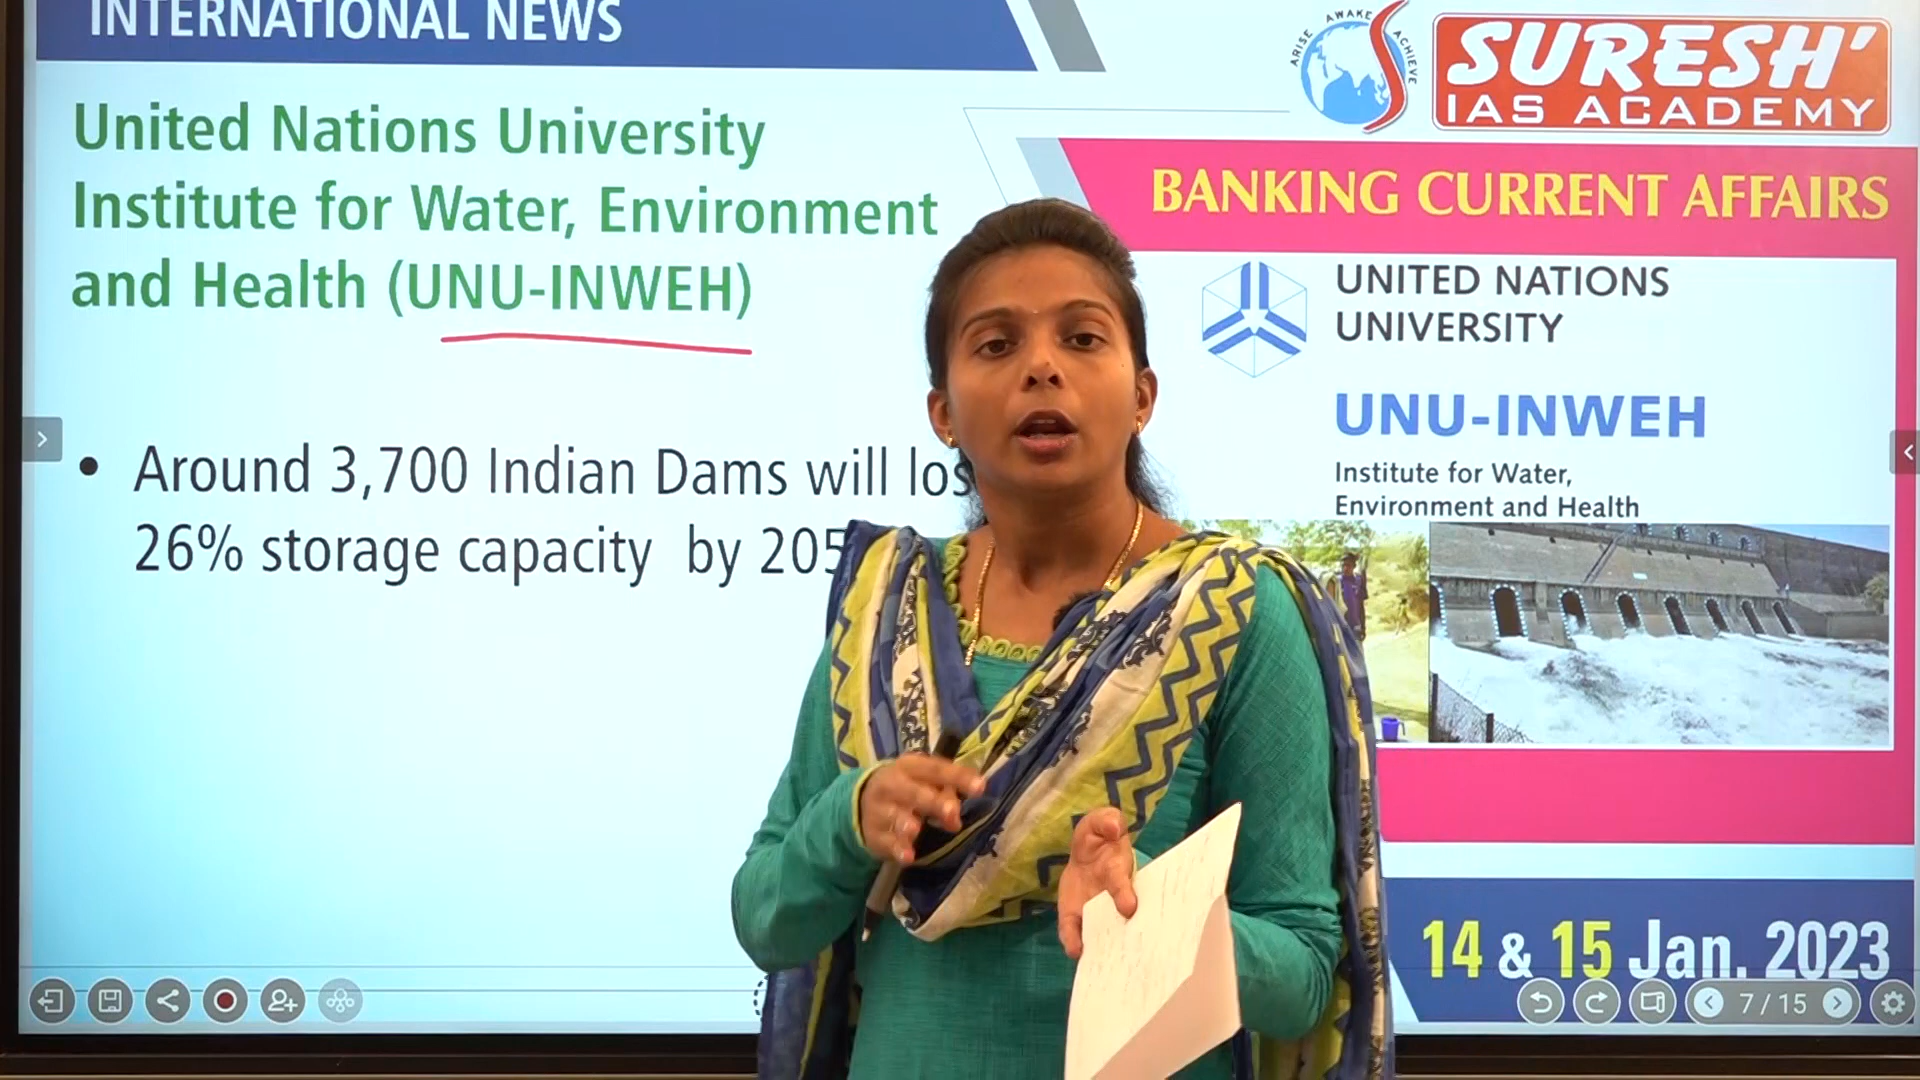 INTERNATIONAL NEWS
United Nations University
Institute for Water, Environment
and Health (UNU-INWEH)
• Around 3,700 Indian Dams will los
26% storage capacity by 205
ARISE AWAKE ACHIEVE
SURESH'
IAS ACADEMY
BANKING CURRENT AFFAIRS
UNITED NATIONS
UNIVERSITY
UNU-INWEH
Institute for Water,
Environment and Health
14 & 15 Jan. 2023
7 / 15